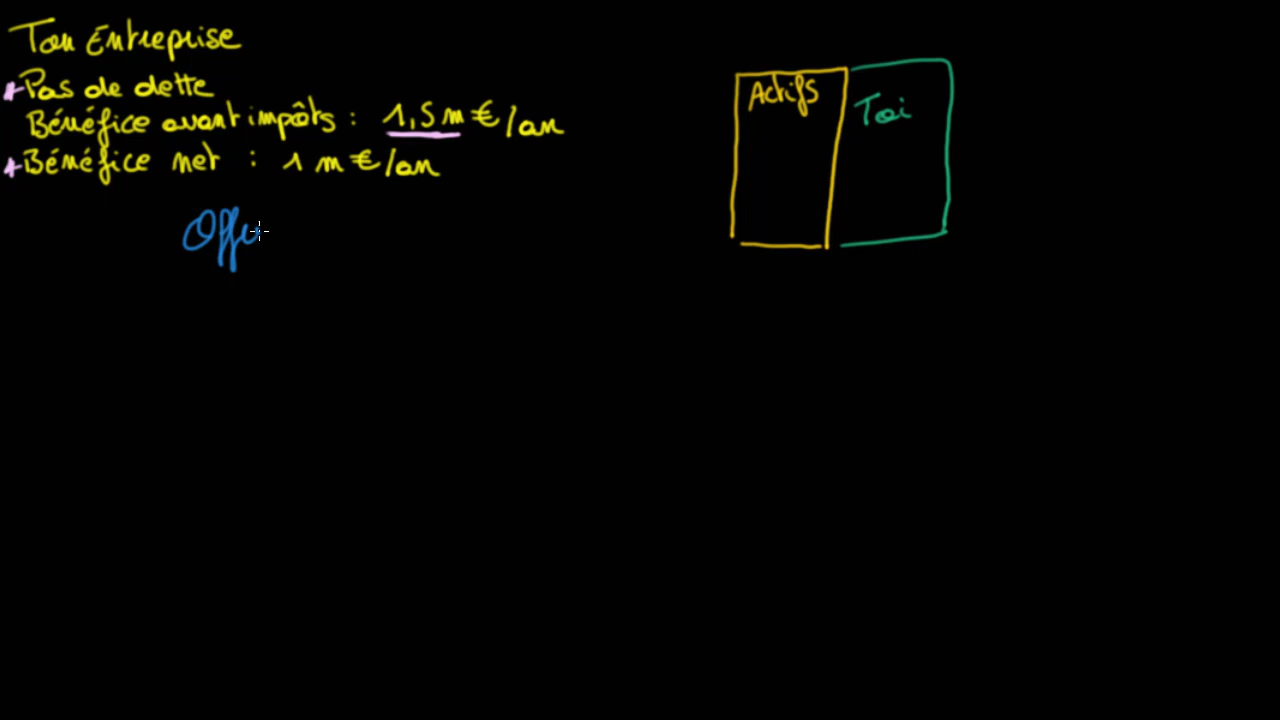 Ton Entreprise
Pas de dette
Bénéfice avant impôts : 1,5 m €/an
Bénéfice net : 1 m €/an
Actifs
Toi